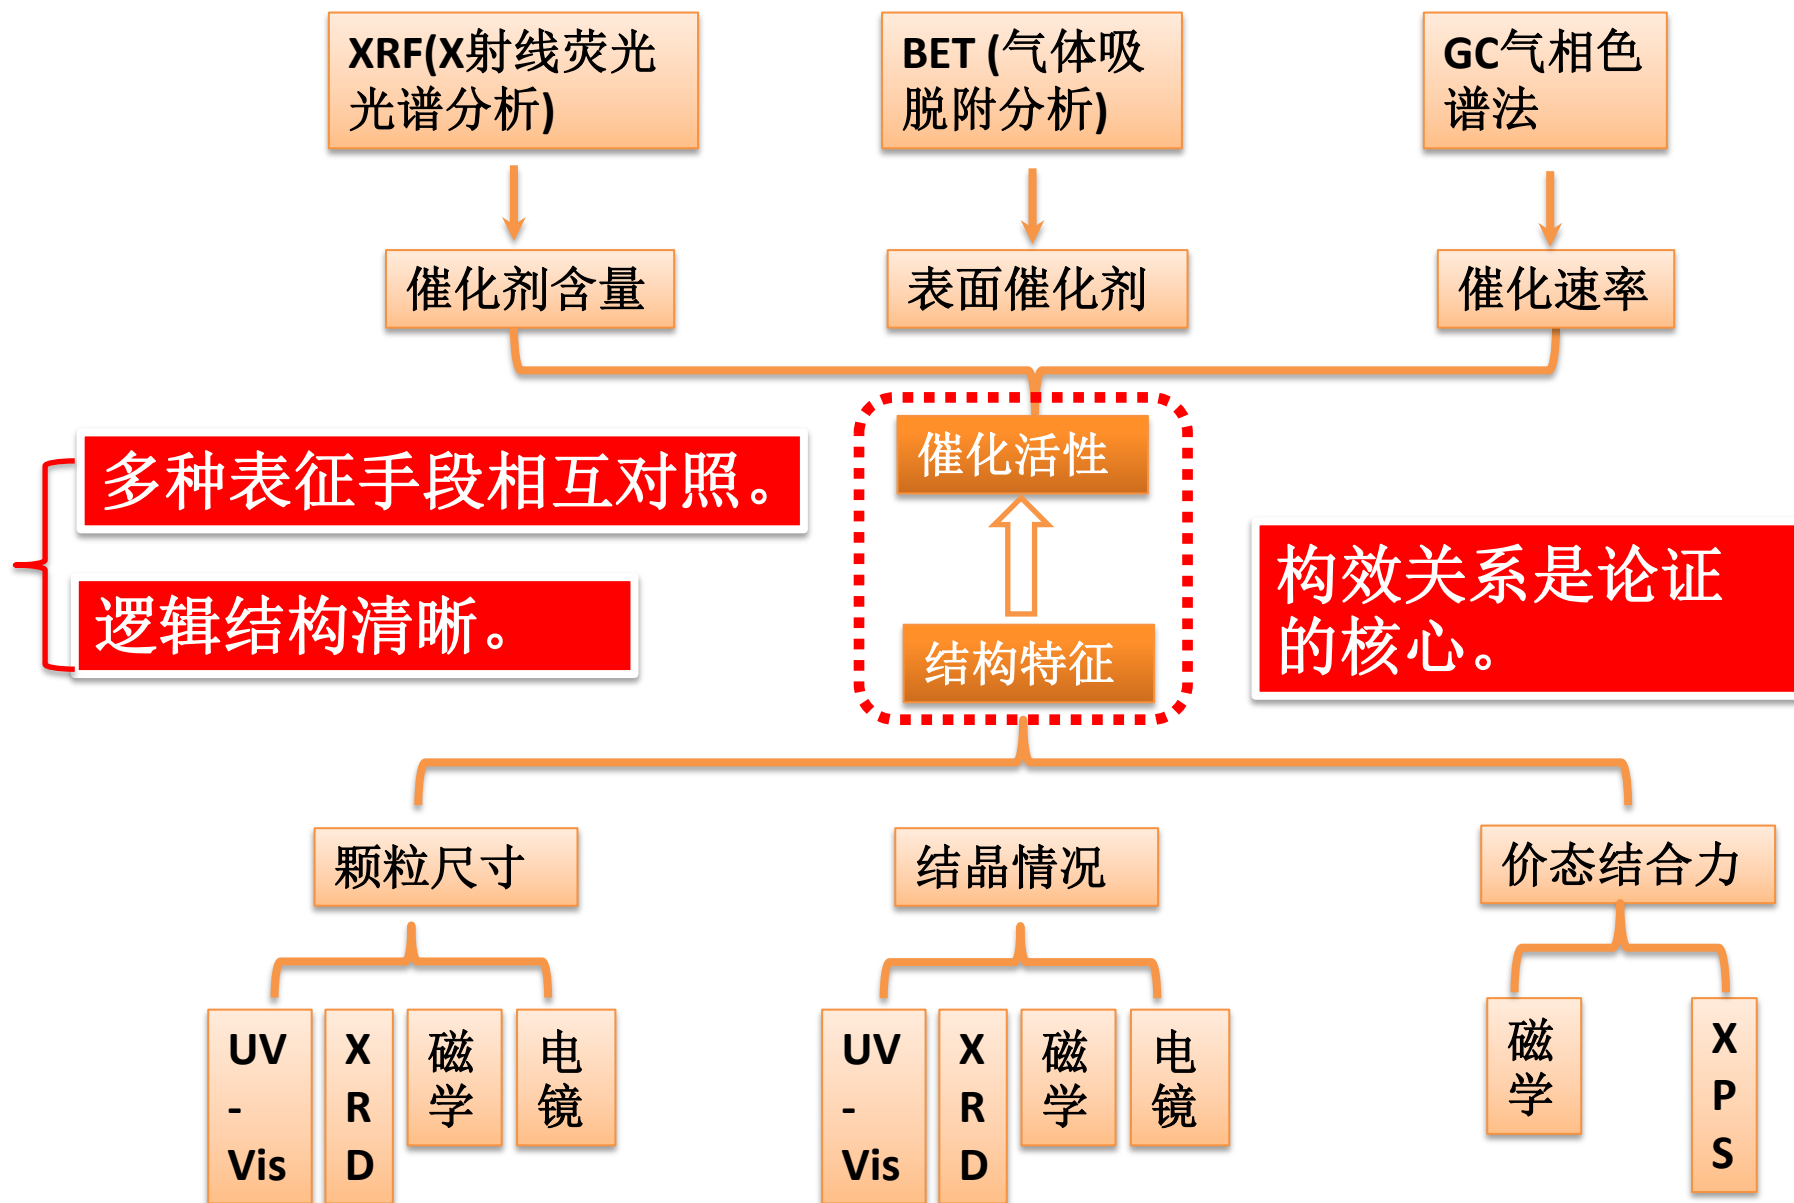 XRF(X射线荧光
光谱分析)
BET (气体吸
脱附分析)
GC气相色
谱法
催化剂含量
表面催化剂
催化速率
催化活性
多种表征手段相互对照。
逻辑结构清晰。
构效关系是论证
的核心。
结构特征
颗粒尺寸
结晶情况
价态结合力
UV
-
Vis
X
R
D
磁
学
电
镜
UV
-
Vis
X
R
D
磁
学
电
镜
磁
学
X
P
S